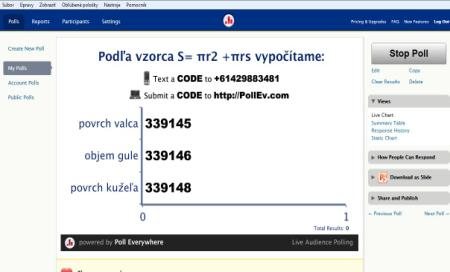 Súbor Úpravy Zobraziť Obľúbené položky Nástroje Pomocník
Polls Reports Participants Settings
Pricing & Upgrades FAQ New Features Log Out
Create New Poll
My Polls
Account Polls
Public Polls
Podľa vzorca S= πr2 +πrs vypočítame:
Text a CODE to +61429883481
Submit a CODE to http://PollEv.com
povrch valca 339145
objem gule 339146
povrch kužeľa 339148
0 1
Total Results: 0
powered by Poll Everywhere Live Audience Polling
Stop Poll
Edit Copy
Clear Results Delete
Views
Live Chart
Summary Table
Response History
Static Chart
How People Can Respond
Download as Slide
Share and Publish
← Previous Poll Next Poll →